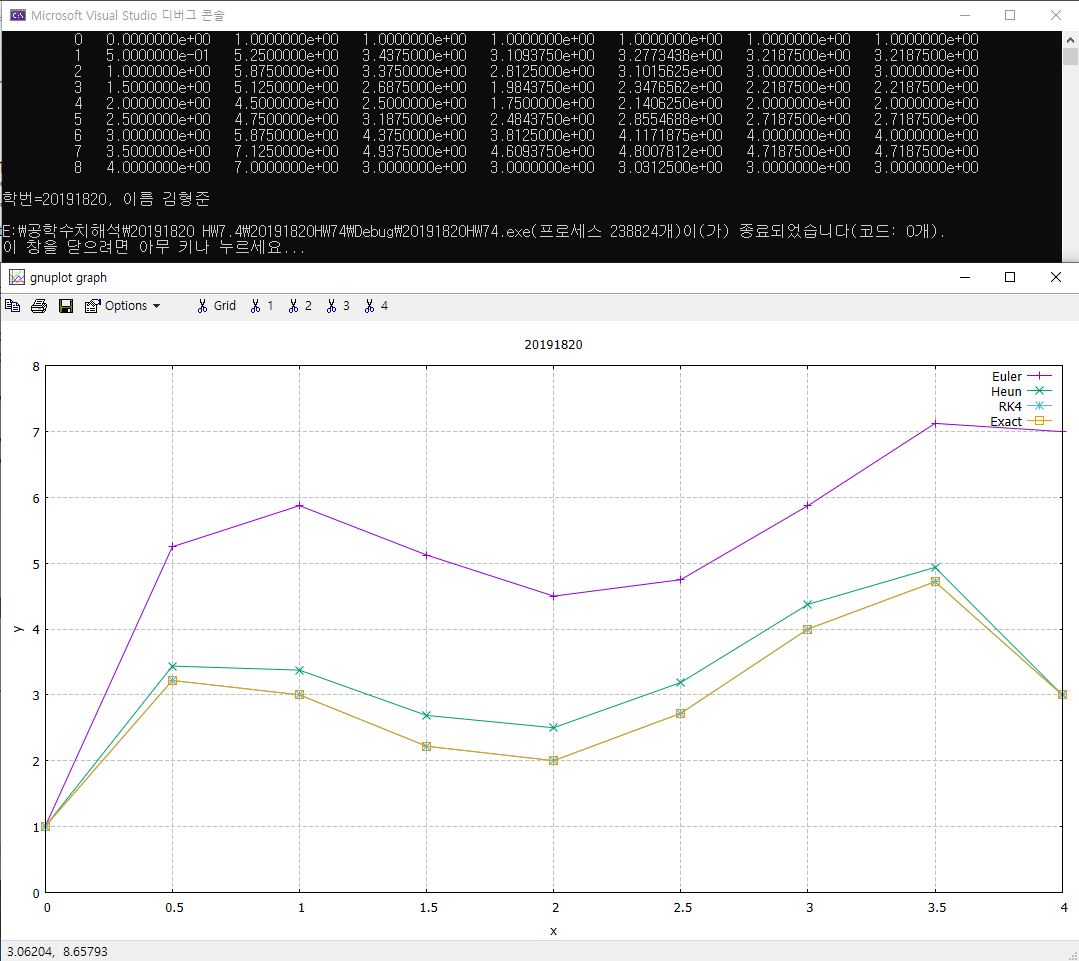 Microsoft Visual Studio 디버그 콘솔
0 0.0000000e+00 1.0000000e+00 1.0000000e+00 1.0000000e+00 1.0000000e+00 1.0000000e+00 1.0000000e+00
1 5.0000000e-01 5.2500000e+00 3.4375000e+00 3.1093750e+00 3.2773438e+00 3.2187500e+00 3.2187500e+00
2 1.0000000e+00 5.8750000e+00 3.3750000e+00 2.8125000e+00 3.1015625e+00 3.0000000e+00 3.0000000e+00
3 1.5000000e+00 5.1250000e+00 2.6875000e+00 1.9843750e+00 2.3476562e+00 2.2187500e+00 2.2187500e+00
4 2.0000000e+00 4.5000000e+00 2.5000000e+00 1.7500000e+00 2.1406250e+00 2.0000000e+00 2.0000000e+00
5 2.5000000e+00 4.7500000e+00 3.1875000e+00 2.4843750e+00 2.8554688e+00 2.7187500e+00 2.7187500e+00
6 3.0000000e+00 5.8750000e+00 4.3750000e+00 3.8125000e+00 4.1171875e+00 4.0000000e+00 4.0000000e+00
7 3.5000000e+00 7.1250000e+00 4.9375000e+00 4.6093750e+00 4.8007812e+00 4.7187500e+00 4.7187500e+00
8 4.0000000e+00 7.0000000e+00 3.0000000e+00 3.0000000e+00 3.0312500e+00 3.0000000e+00 3.0000000e+00
학번=20191820, 이름 김형준
E:₩공학수치해석₩20191820 HW7.4₩20191820HW74₩Debug₩20191820HW74.exe(프로세스 238824개)이(가) 종료되었습니다(코드: 0개).
이 창을 닫으려면 아무 키나 누르세요...
gnuplot graph
Options Grid 1 2 3 4
20191820
Euler
Heun
RK4
Exact
8
7
6
5
4
3
2
1
0
y
0 0.5 1 1.5 2 2.5 3 3.5 4
x
3.06204, 8.65793